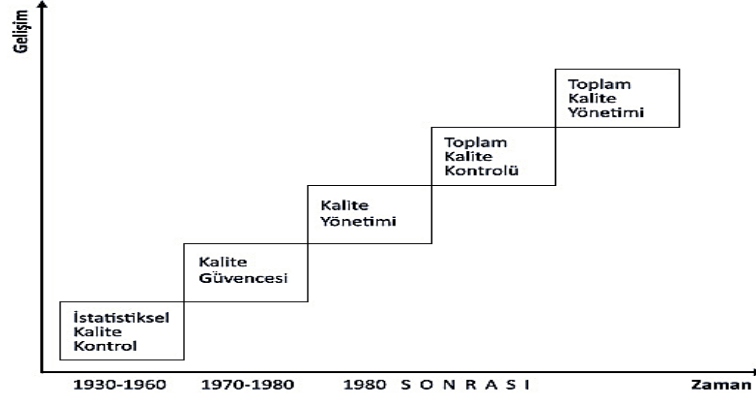 Gelişim
Toplam
Kalite
Yönetimi
Toplam
Kalite
Kontrolü
Kalite
Yönetimi
Kalite
Güvencesi
İstatistiksel
Kalite
Kontrol
1930-1960 1970-1980 1980 S O N R A S I Zaman